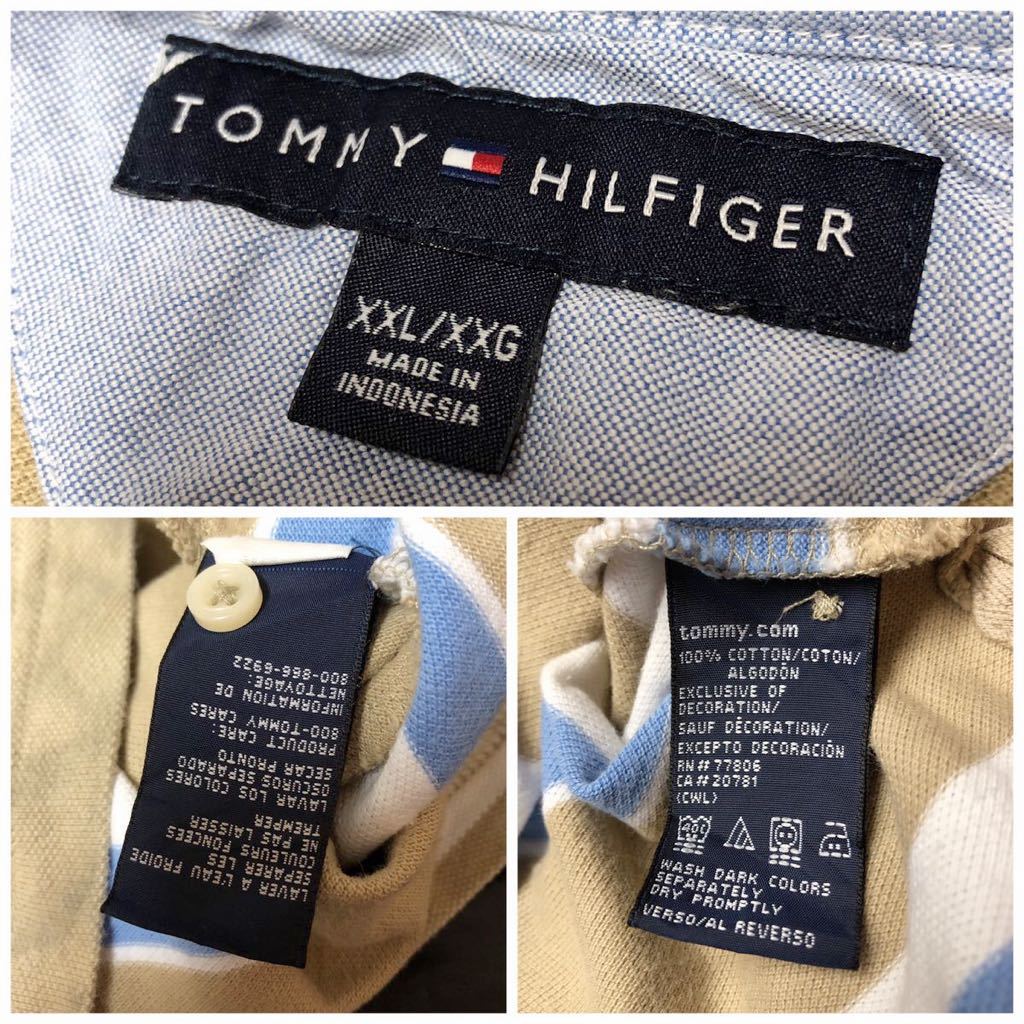 TOMMY HILFIGER
XXL/XXG
MADE IN
INDONESIA
LAVER A L'EAU FROIDE
SEPARER LES
COULEURS FONCEES
NE PAS LAISSER
TREMPER
LAVAR LOS COLORES
OSCUROS SEPARADO
SECAR PRONTO
PRODUCT CARE:
800-TOMMY CARES
INFORMATION DE
NETTOYAGE:
800-866-6922
tommy.com
100% COTTON/COTON/
ALGODÓN
EXCLUSIVE OF
DECORATION/
SAUF DÉCORATION/
EXCEPTO DECORACIÓN
RN# 77806
CA# 20781
(CWL)
40C
WASH DARK COLORS
SEPARATELY
DRY PROMPTLY
VERSO/AL REVERSO